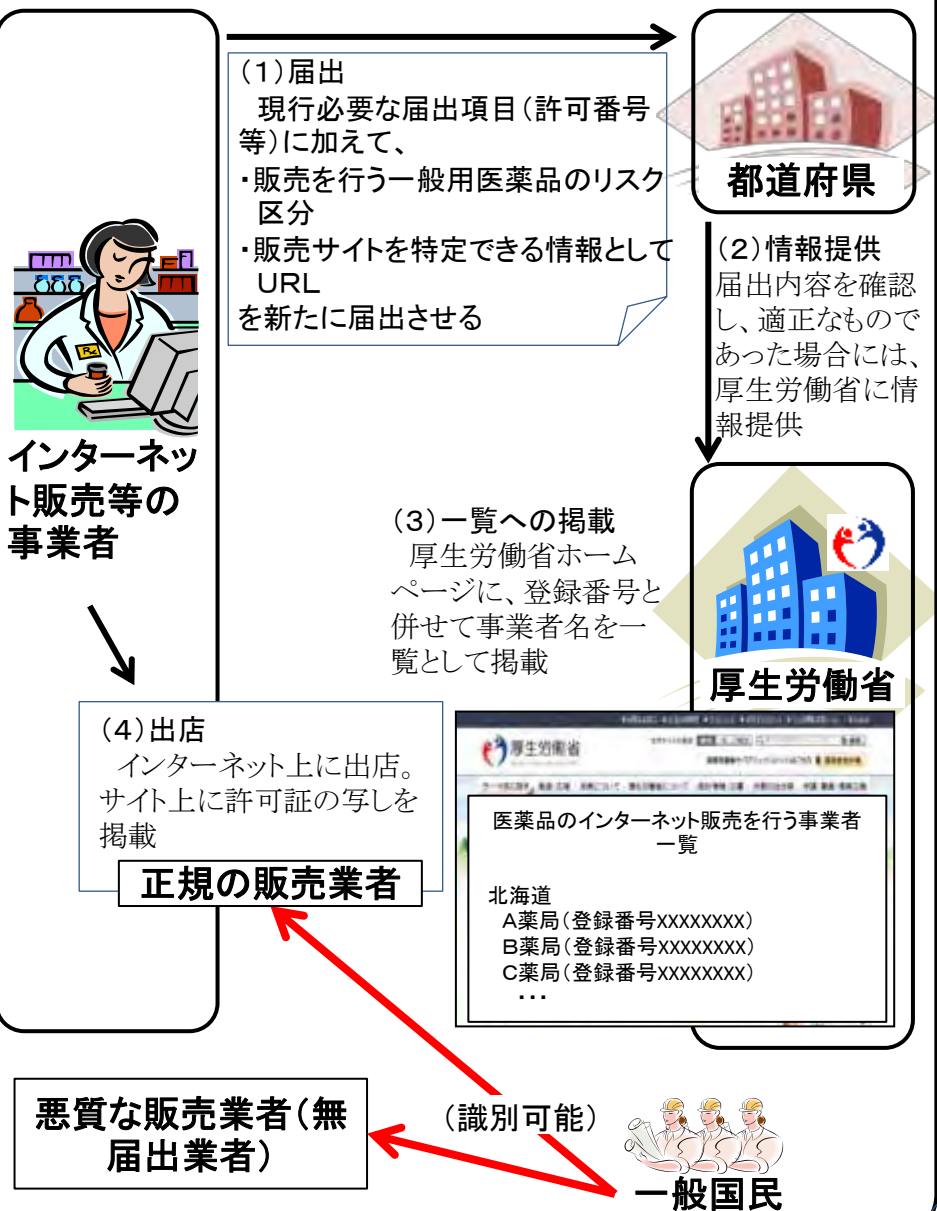 (1)届出
現行必要な届出項目(許可番号
等)に加えて、
・販売を行う一般用医薬品のリスク
区分
・販売サイトを特定できる情報として
URL
を新たに届出させる
都道府県
(2)情報提供
届出内容を確認
し、適正なもので
あった場合には、
厚生労働省に情
報提供
インターネッ
ト販売等の
事業者
(3)一覧への掲載
厚生労働省ホーム
ページに、登録番号と
併せて事業者名を一
覧として掲載
厚生労働省
(4)出店
インターネット上に出店。
サイト上に許可証の写しを
掲載
正規の販売業者
厚生労働省
医薬品のインターネット販売を行う事業者
一覧
北海道
A薬局(登録番号XXXXXXXX)
B薬局(登録番号XXXXXXXX)
C薬局(登録番号XXXXXXXX)
・・・
悪質な販売業者(無
届出業者)
(識別可能)
一般国民